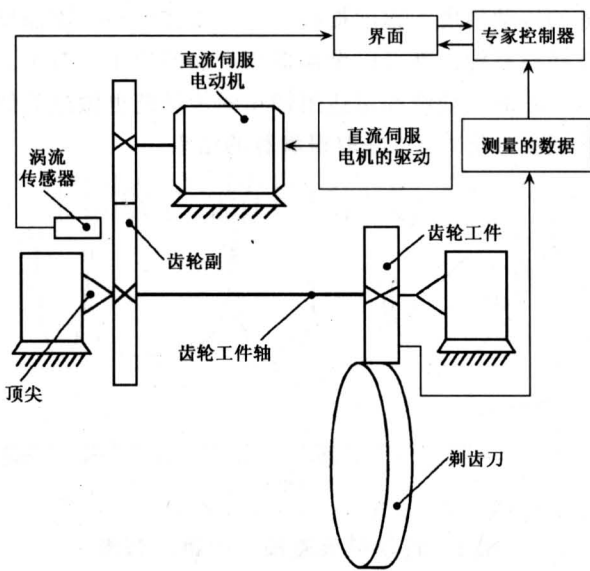 界面
专家控制器
直流伺服
电动机
直流伺服
电机的驱动
测量的数据
涡流
传感器
齿轮副
齿轮工件
齿轮工件轴
顶尖
剃齿刀